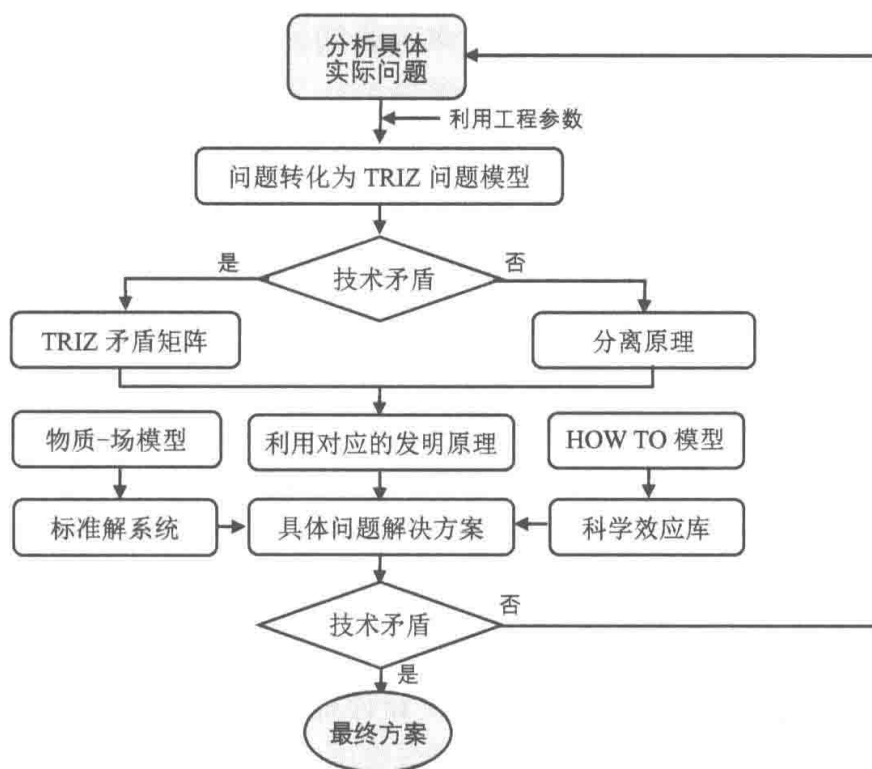 分析具体
实际问题
利用工程参数
问题转化为 TRIZ 问题模型
是
技术矛盾
否
TRIZ 矛盾矩阵
分离原理
物质-场模型
利用对应的发明原理
HOW TO 模型
标准解系统
具体问题解决方案
科学效应库
技术矛盾
否
是
最终方案